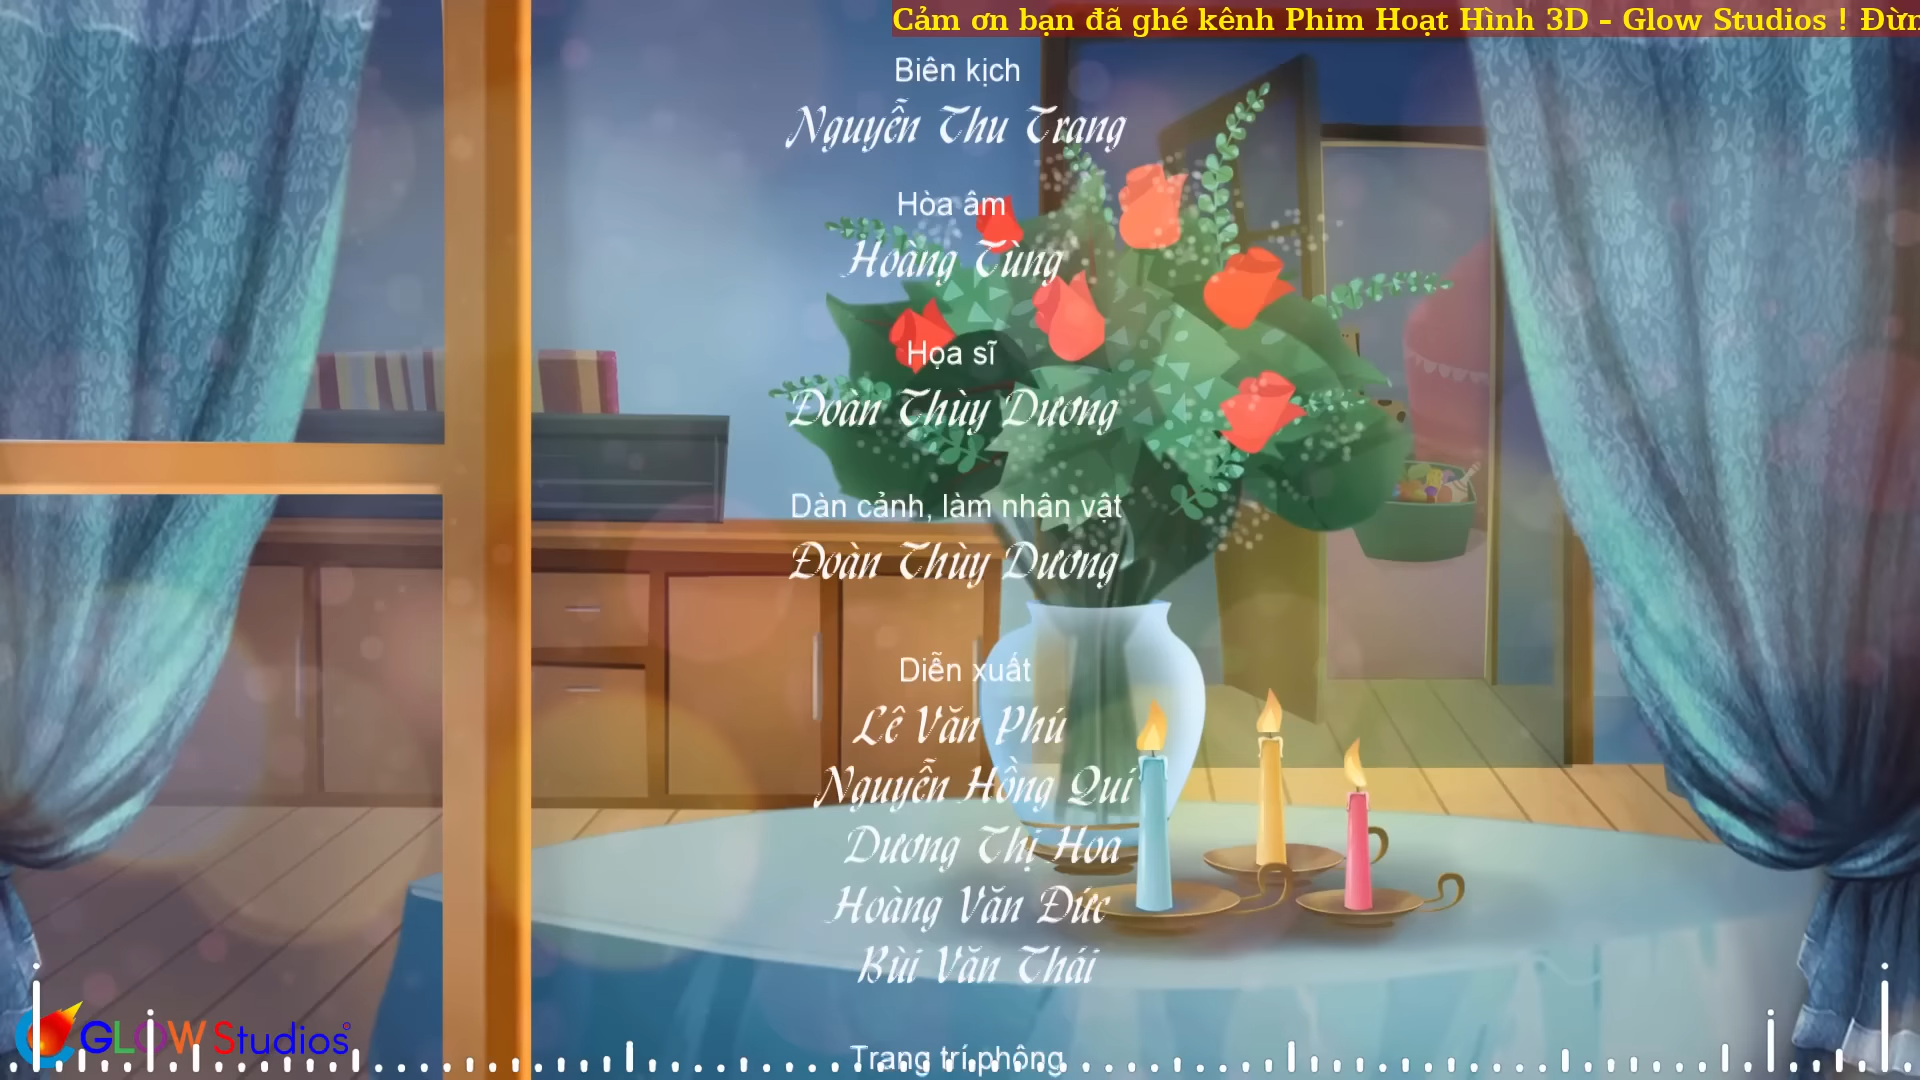 Cảm ơn bạn đã ghé kênh Phim Hoạt Hình 3D - Glow Studios !
Biên kịch
Nguyễn Thu Trang
Hòa âm
Hoàng Tùng
Họa sĩ
Đoàn Thùy Dương
Dàn cảnh, làm nhân vật
Đoàn Thùy Dương
Diễn xuất
Lê Văn Phú
Nguyễn Hồng Quí
Dương Thị Hoa
Hoàng Văn Đức
Bùi Văn Thái
GLOW Studios
Trang trí phông